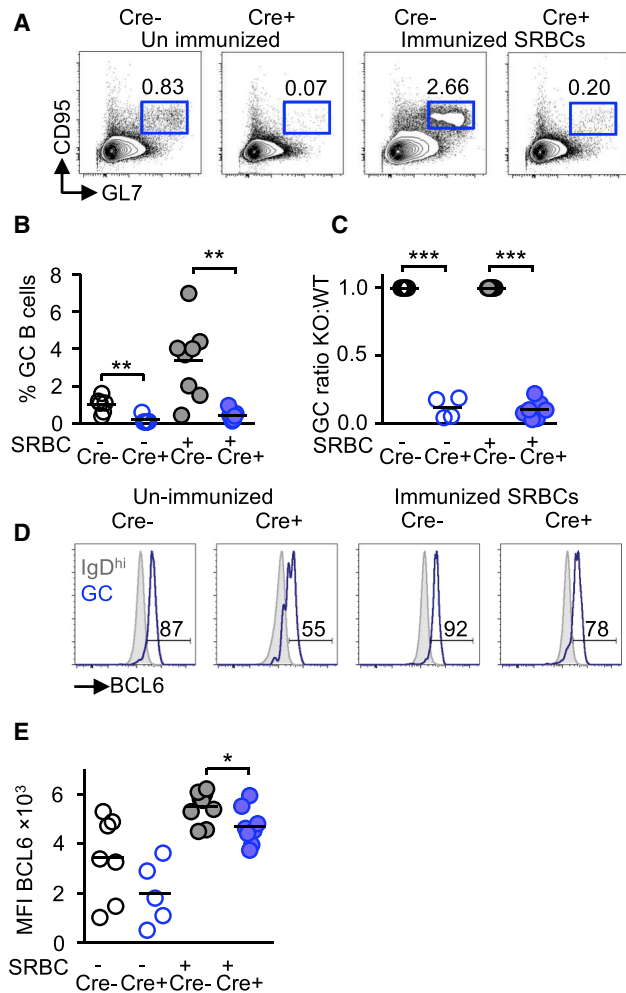 A
Cre- Cre+ Cre- Cre+
Un immunized Immunized SRBCs
0.83 0.07 2.66 0.20
CD95
GL7
B
**
**
% GC B cells
8
6
4
2
0
SRBC - - + +
Cre- Cre+ Cre- Cre+
C
*** ***
GC ratio KO:WT
1.0
0.5
0.0
SRBC - - + +
Cre- Cre+ Cre- Cre+
D
Un-immunized Immunized SRBCs
Cre- Cre+ Cre- Cre+
IgDhi
GC
87 55 92 78
BCL6
E
*
MFI BCL6 ×10³
6
4
2
0
SRBC - - + +
Cre- Cre+ Cre- Cre+